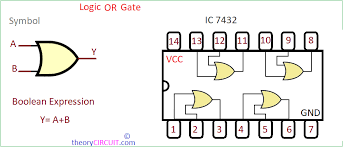 Logic OR Gate
Symbol
IC 7432
A
B
Y
14 13 12 11 10 9 8
VCC
GND
1 2 3 4 5 6 7
Boolean Expression
Y= A+B
©
theoryCIRCUIT.com